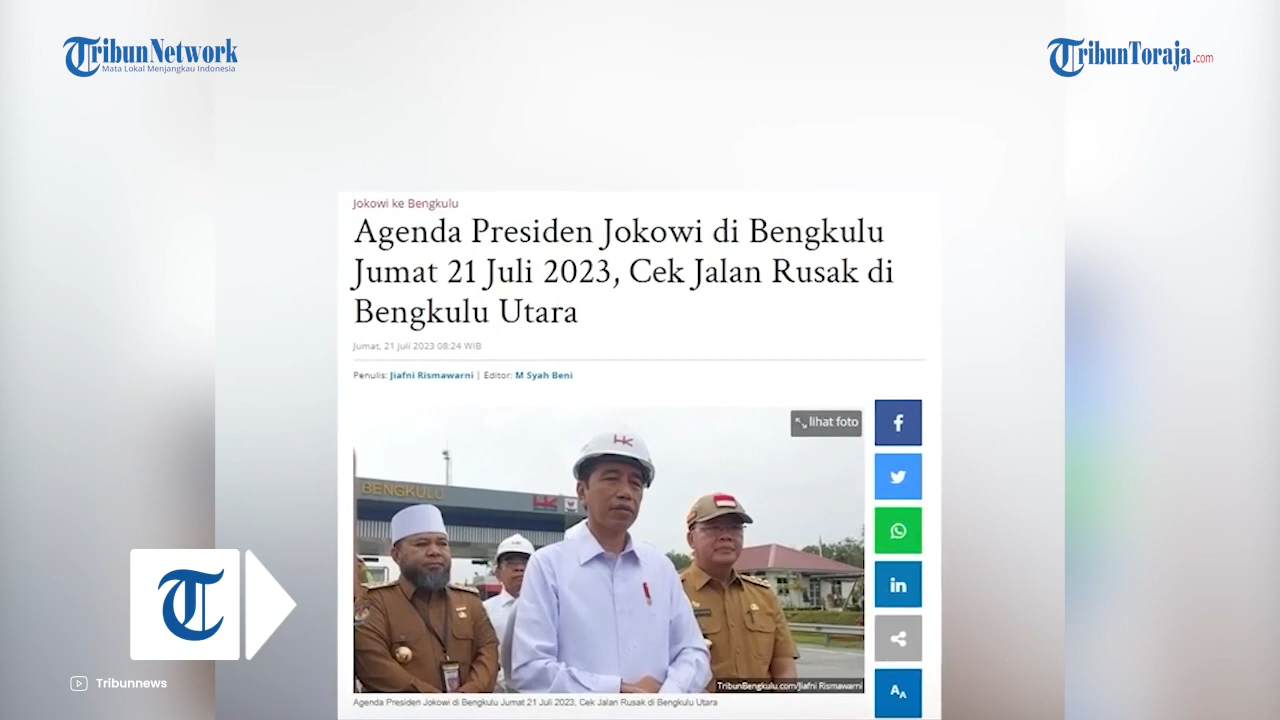 TribunNetwork
Mata Lokal Menjangkau Indonesia
TribunToraja.com
Jokowi ke Bengkulu
Agenda Presiden Jokowi di Bengkulu
Jumat 21 Juli 2023, Cek Jalan Rusak di
Bengkulu Utara
Jumat, 21 Juli 2023 08:24 WIB
Penulis: Jiafni Rismawarni | Editor: M Syah Beni
lihat foto
HK
BENGKULU
HK
TribunBengkulu.com/Jiafni Rismawarni
Agenda Presiden Jokowi di Bengkulu Jumat 21 Juli 2023, Cek Jalan Rusak di Bengkulu Utara
f
in
AA
T
Tribunnews